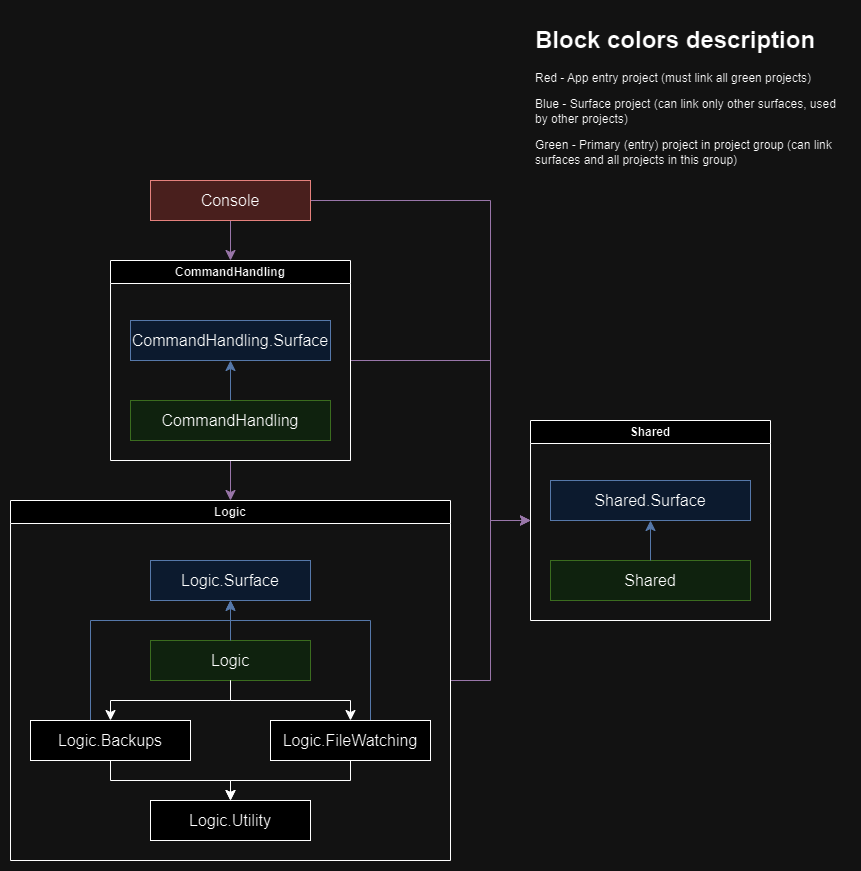 Block colors description
Red - App entry project (must link all green projects)
Blue - Surface project (can link only other surfaces, used
by other projects)
Green - Primary (entry) project in project group (can link
surfaces and all projects in this group)
Console
CommandHandling
CommandHandling.Surface
CommandHandling
Shared
Shared.Surface
Shared
Logic
Logic.Surface
Logic
Logic.Backups
Logic.FileWatching
Logic.Utility